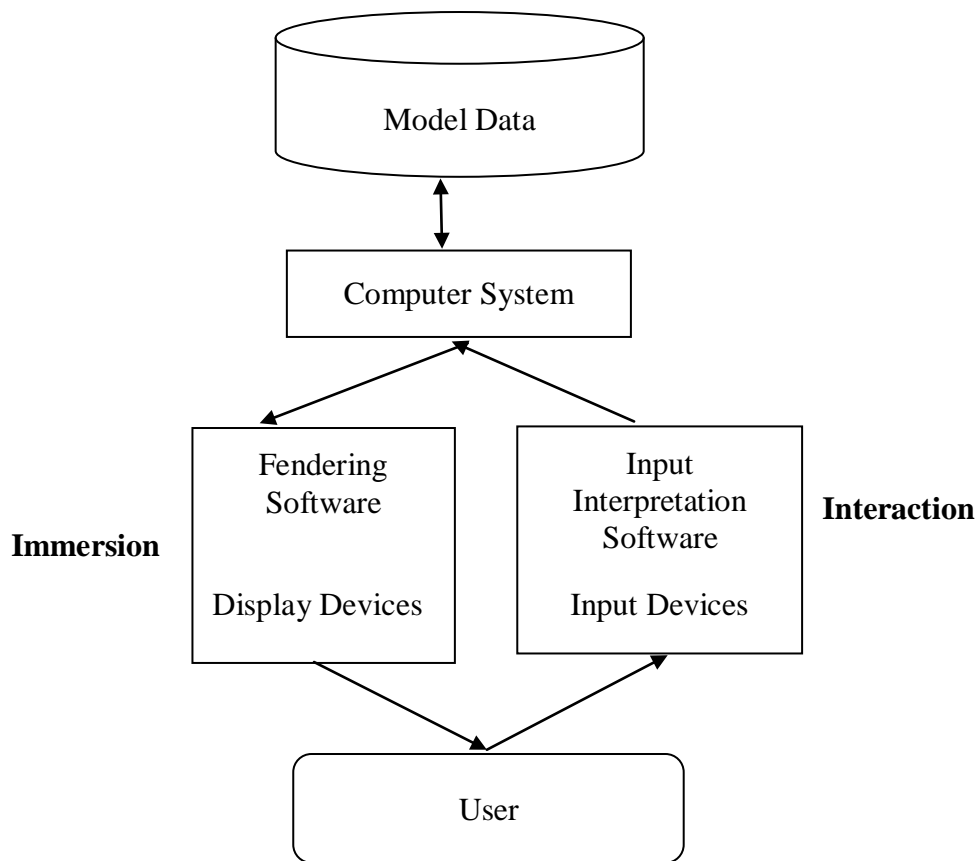 Model Data
Computer System
Fendering
Software
Display Devices
Immersion
Input
Interpretation
Software
Input Devices
Interaction
User